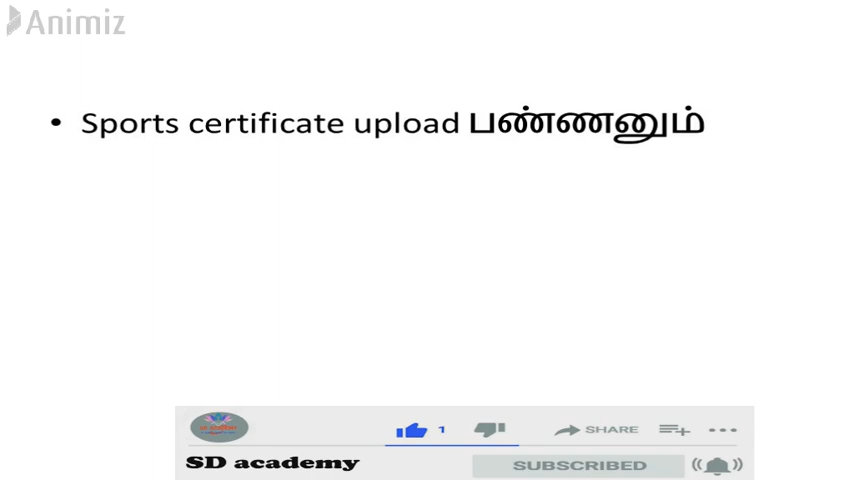 Animiz
• Sports certificate upload பண்ணனும்
1 SHARE
SD academy SUBSCRIBED